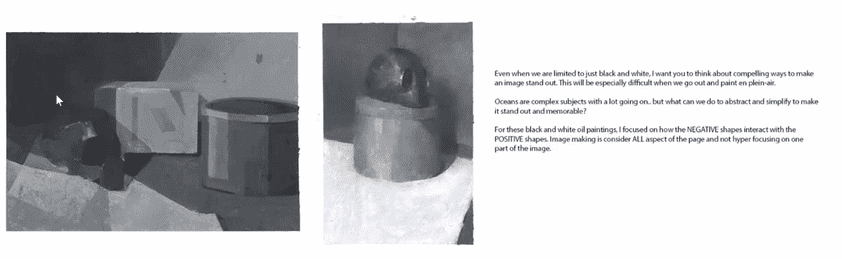 Even when we are limited to just black and white, I want you to think about compelling ways to make
an image stand out. This will be especially difficult when we go out and paint en plein-air.
Oceans are complex subjects with a lot going on.. but what can we do to abstract and simplify to make
it stand out and memorable?
For these black and white oil paintings, I focused on how the NEGATIVE shapes interact with the
POSITIVE shapes. Image making is consider ALL aspect of the page and not hyper focusing on one
part of the image.